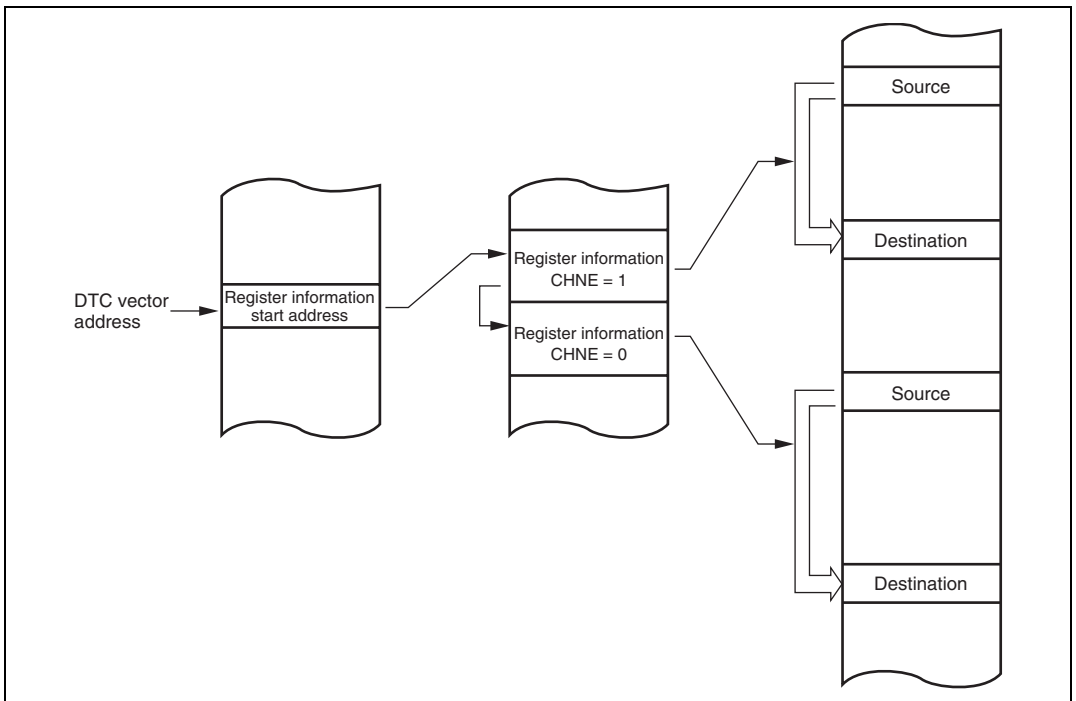 DTC vector
address
Register information
start address
Register information
CHNE = 1
Register information
CHNE = 0
Source
Destination
Source
Destination